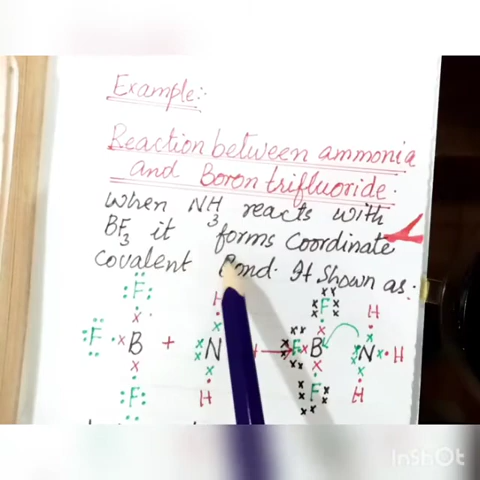 Example:-
Reaction between ammonia
and Boron trifluoride.
When NH3 reacts with
BF3 it forms Coordinate
Covalent Bond. It shown as:
F F H
F B + N H → F B N H
F H F H
InShOt